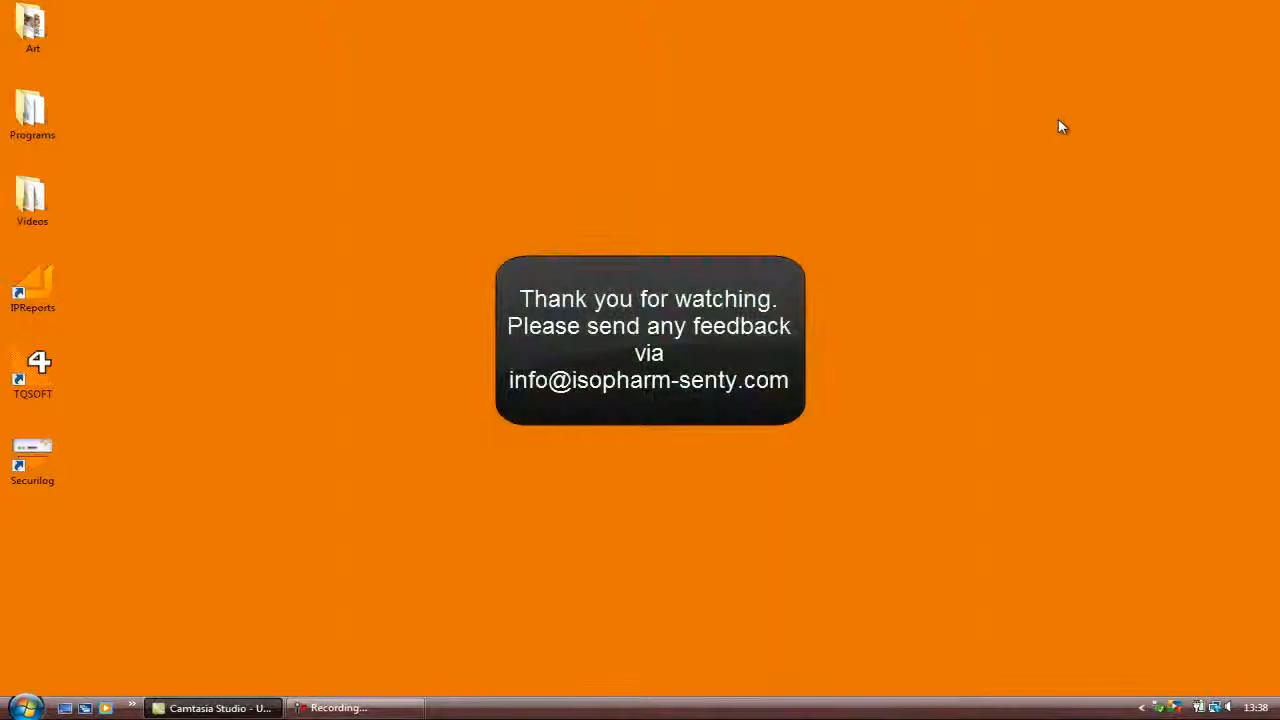 Art
Programs
Videos
IPReports
4
TQSOFT
Securilog
Thank you for watching.
Please send any feedback
via
info@isopharm-senty.com
Camtasia Studio - U...
Recording...
13:38